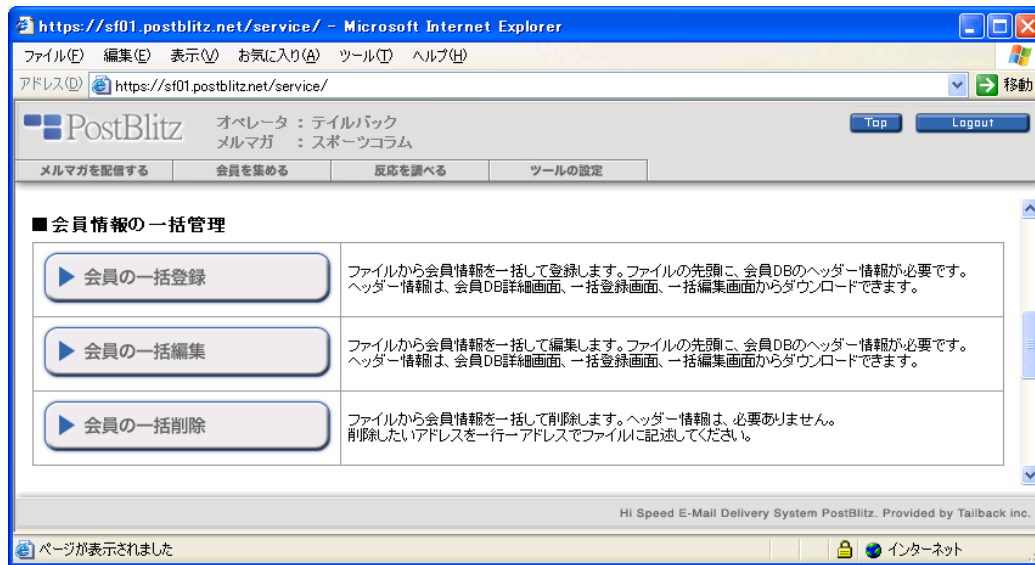 https://sf01.postblitz.net/service/ - Microsoft Internet Explorer
ファイル(F) 編集(E) 表示(V) お気に入り(A) ツール(T) ヘルプ(H)
アドレス(D) https://sf01.postblitz.net/service/ 移動
PostBlitz オペレータ : テイルバック Top Logout
メルマガ : スポーツコラム
メルマガを配信する 会員を集める 反応を調べる ツールの設定
■会員情報の一括管理
会員の一括登録
ファイルから会員情報を一括して登録します。ファイルの先頭に、会員DBのヘッダー情報が必要です。
ヘッダー情報は、会員DB詳細画面、一括登録画面、一括編集画面からダウンロードできます。
会員の一括編集
ファイルから会員情報を一括して編集します。ファイルの先頭に、会員DBのヘッダー情報が必要です。
ヘッダー情報は、会員DB詳細画面、一括登録画面、一括編集画面からダウンロードできます。
会員の一括削除
ファイルから会員情報を一括して削除します。ヘッダー情報は、必要ありません。
削除したいアドレスを一行一アドレスでファイルに記述してください。
Hi Speed E-Mail Delivery System PostBlitz. Provided by Tailback inc.
ページが表示されました インターネット